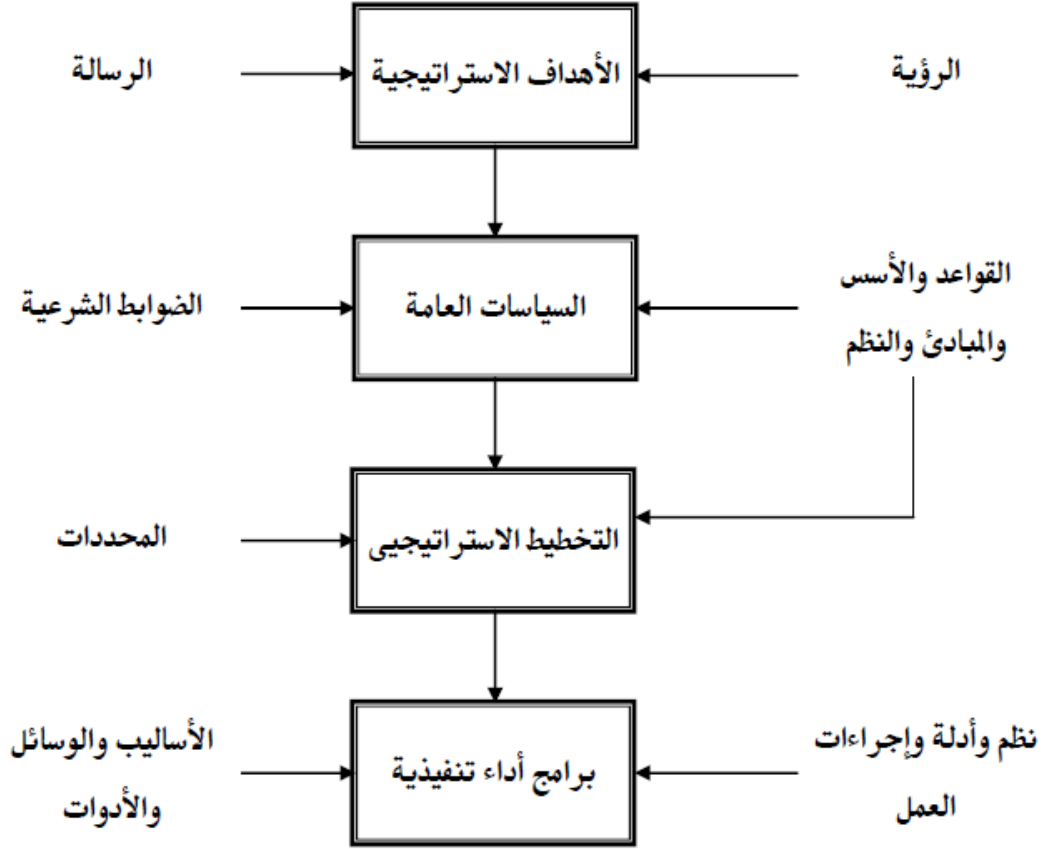 الرؤية
الأهداف الاستراتيجية
الرسالة
القواعد والأسس
والمبادئ والنظم
السياسات العامة
الضوابط الشرعية
التخطيط الاستراتيجيى
المحددات
نظم وأدلة وإجراءات
العمل
برامج أداء تنفيذية
الأساليب والوسائل
والأدوات